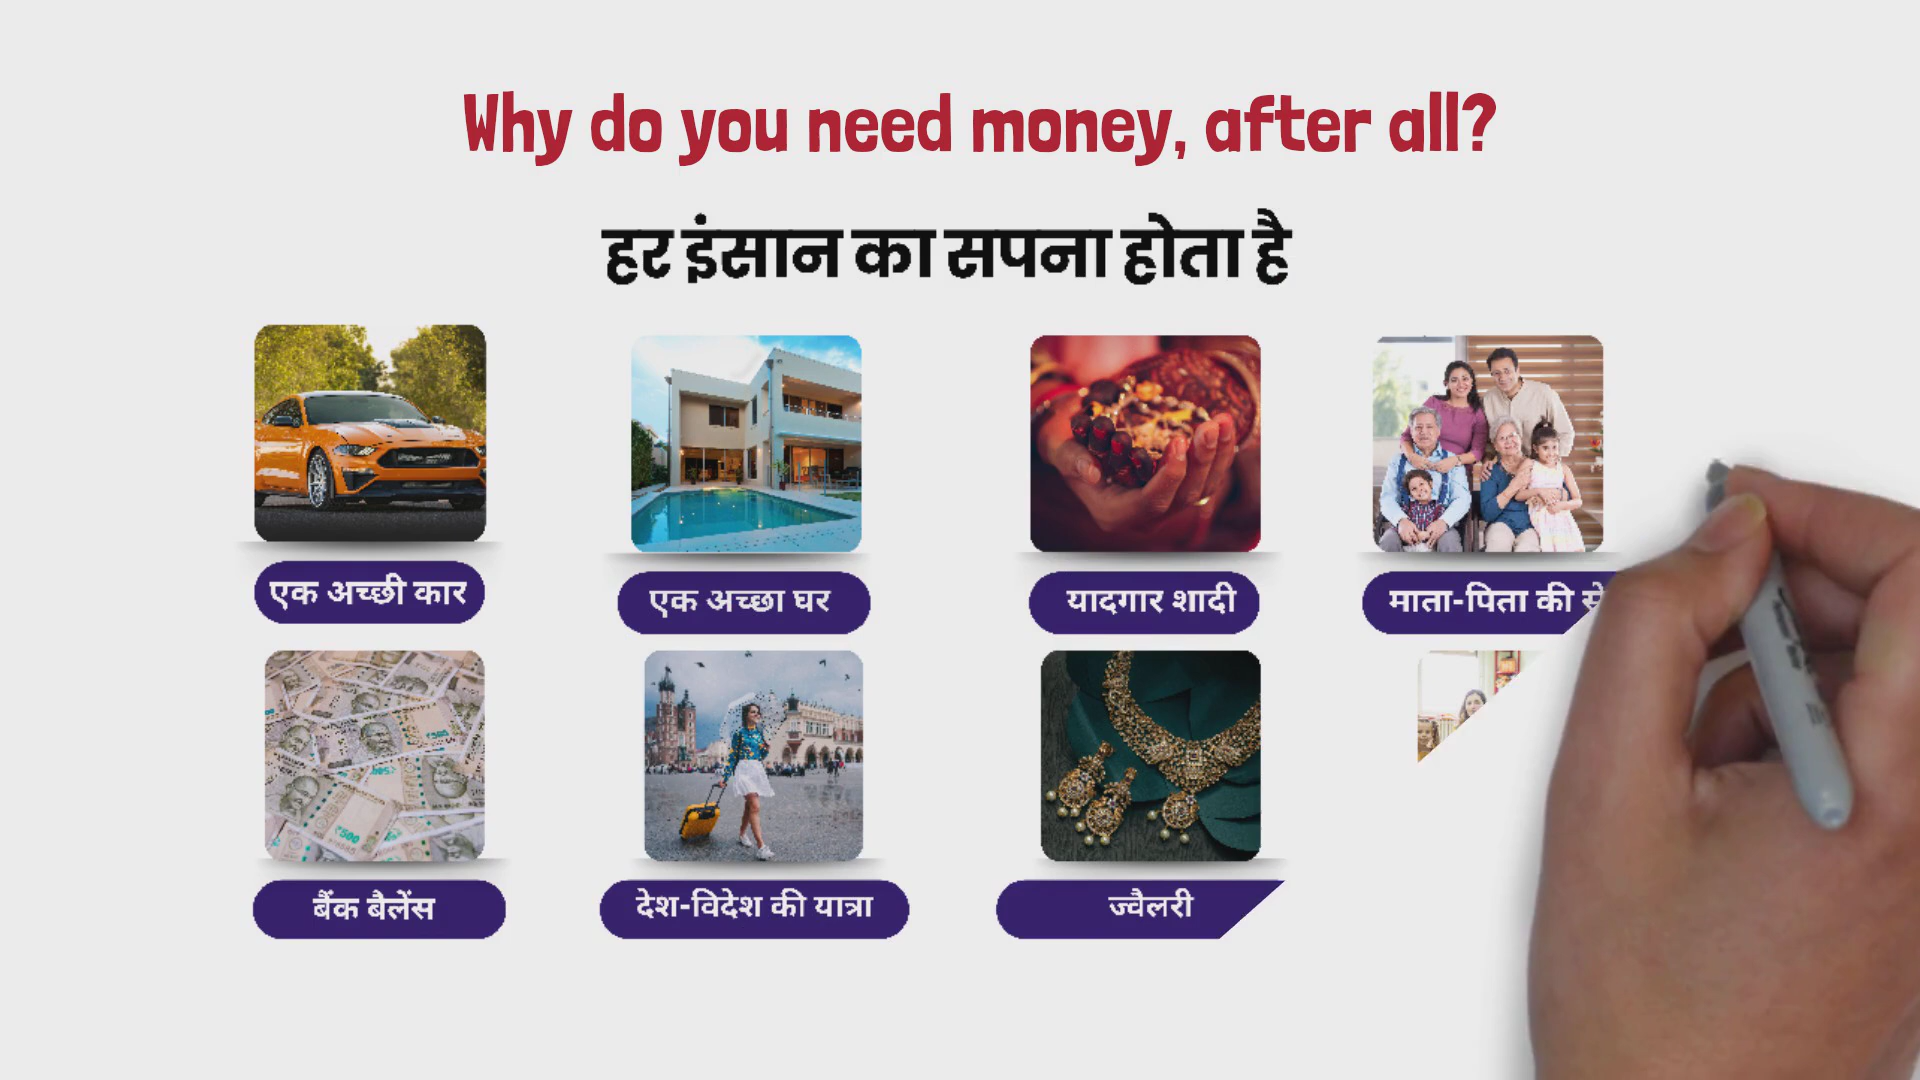 Why do you need money, after all?
हर इंसान का सपना होता है
एक अच्छी कार
एक अच्छा घर
यादगार शादी
माता-पिता की
बैंक बैलेंस
देश-विदेश की यात्रा
ज्वैलरी